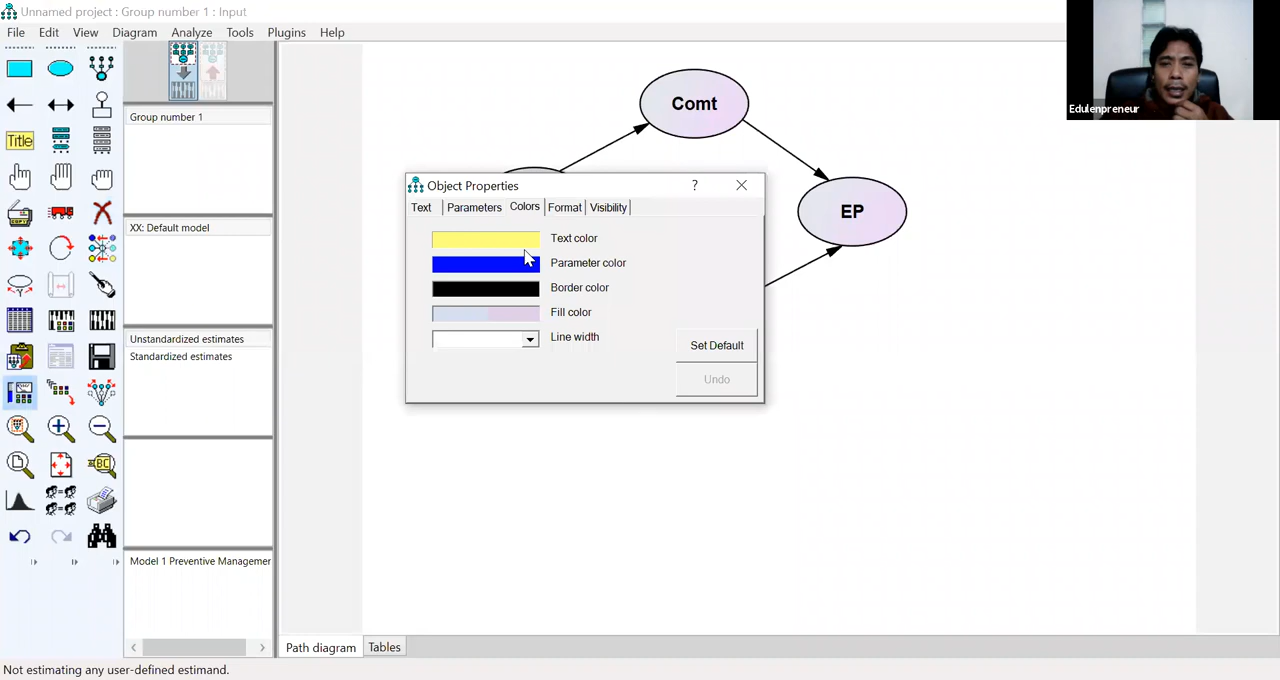 Unnamed project : Group number 1 : Input
File Edit View Diagram Analyze Tools Plugins Help
Edulenpreneur
Title
Group number 1
XX: Default model
Unstandardized estimates
Standardized estimates
Model 1 Preventive Managemer
Comt
EP
Object Properties
?
Text Parameters Colors Format Visibility
Text color
Parameter color
Border color
Fill color
Line width
Set Default
Undo
Path diagram Tables
Not estimating any user-defined estimand.